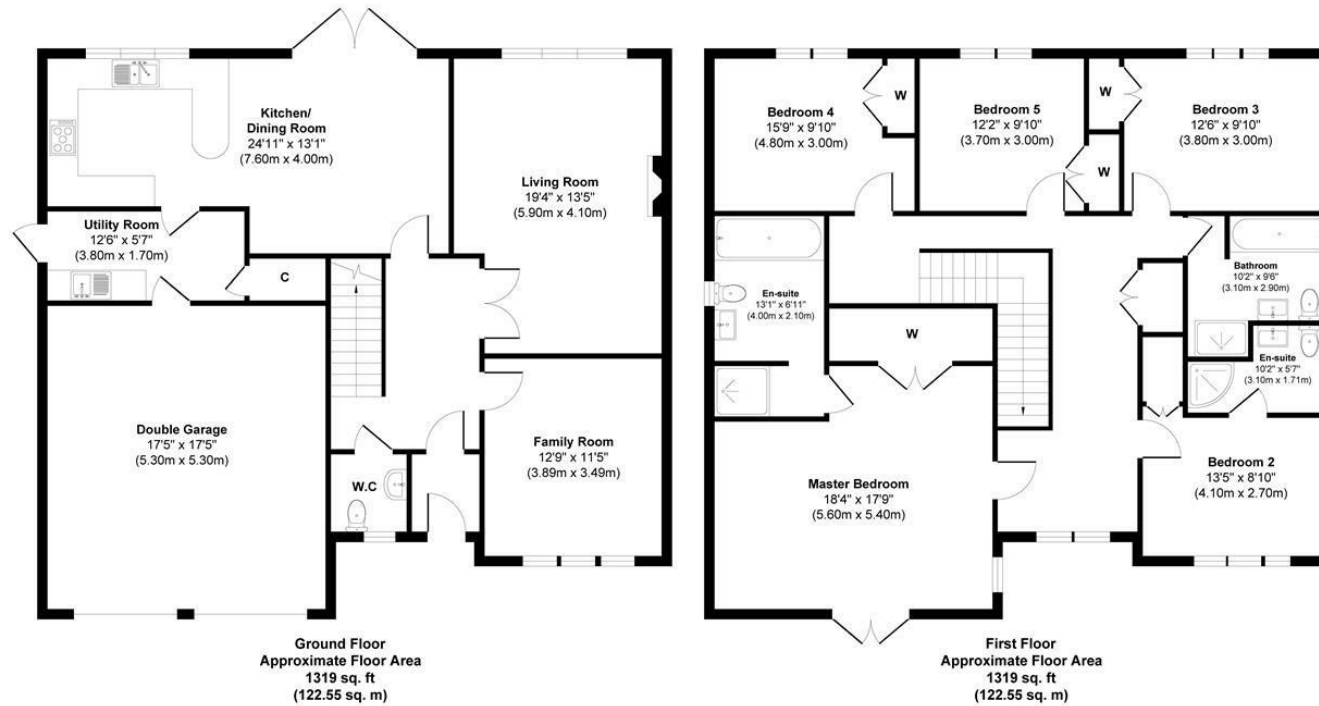 Kitchen/
Dining Room
24'11" x 13'1"
(7.60m x 4.00m)
Living Room
19'4" x 13'5"
(5.90m x 4.10m)
Utility Room
12'6" x 5'7"
(3.80m x 1.70m)
C
Double Garage
17'5" x 17'5"
(5.30m x 5.30m)
Family Room
12'9" x 11'5"
(3.89m x 3.49m)
W.C
Ground Floor
Approximate Floor Area
1319 sq. ft
(122.55 sq. m)
Bedroom 4
15'9" x 9'10"
(4.80m x 3.00m)
W
Bedroom 5
12'2" x 9'10"
(3.70m x 3.00m)
W
W
Bedroom 3
12'6" x 9'10"
(3.80m x 3.00m)
En-suite
13'1" x 6'11"
(4.00m x 2.10m)
W
Bathroom
10'2" x 9'6"
(3.10m x 2.90m)
En-suite
10'2" x 5'7"
(3.10m x 1.71m)
Master Bedroom
18'4" x 17'9"
(5.60m x 5.40m)
Bedroom 2
13'5" x 8'10"
(4.10m x 2.70m)
First Floor
Approximate Floor Area
1319 sq. ft
(122.55 sq. m)